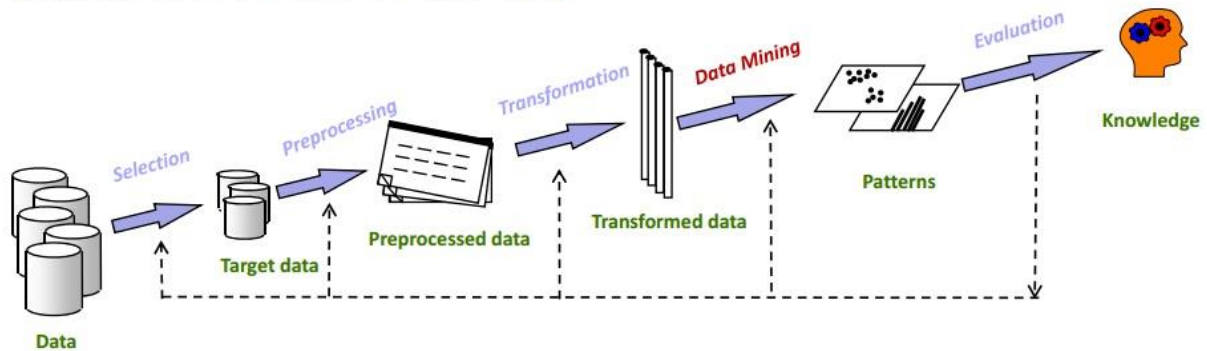 Selection
Preprocessing
Transformation
Data Mining
Evaluation
Data
Target data
Preprocessed data
Transformed data
Patterns
Knowledge